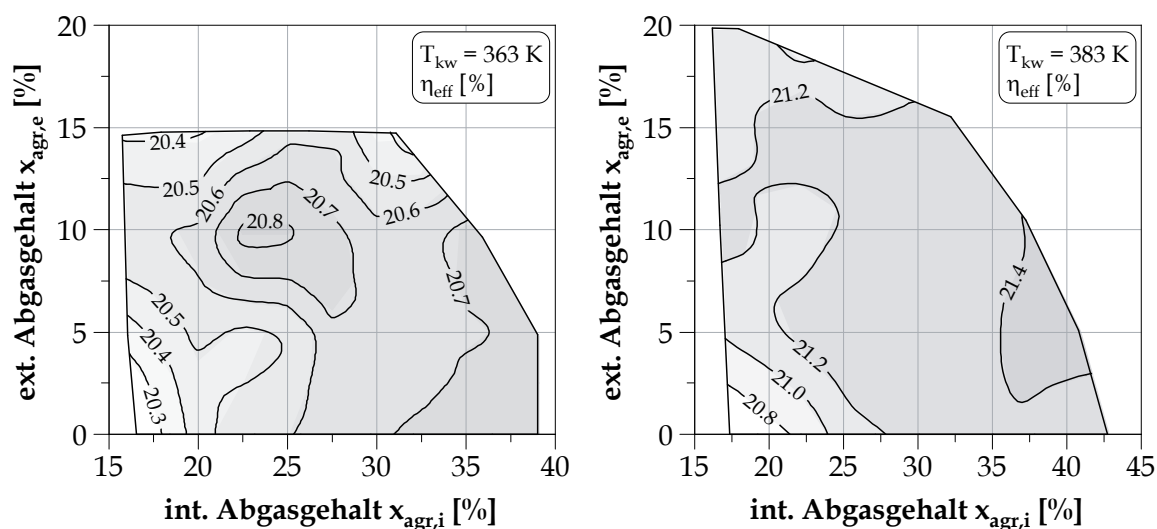 ext. Abgasgehalt x_agr,e [%]
20
15
10
5
0
T_kw = 363 K
η_eff [%]
20.4
20.5
20.6
20.7
20.8
20.5
20.6
20.7
20.5
20.4
20.3
15 20 25 30 35 40
int. Abgasgehalt x_agr,i [%]
ext. Abgasgehalt x_agr,e [%]
20
15
10
5
0
T_kw = 383 K
η_eff [%]
21.2
21.4
21.2
21.0
20.8
15 20 25 30 35 40 45
int. Abgasgehalt x_agr,i [%]